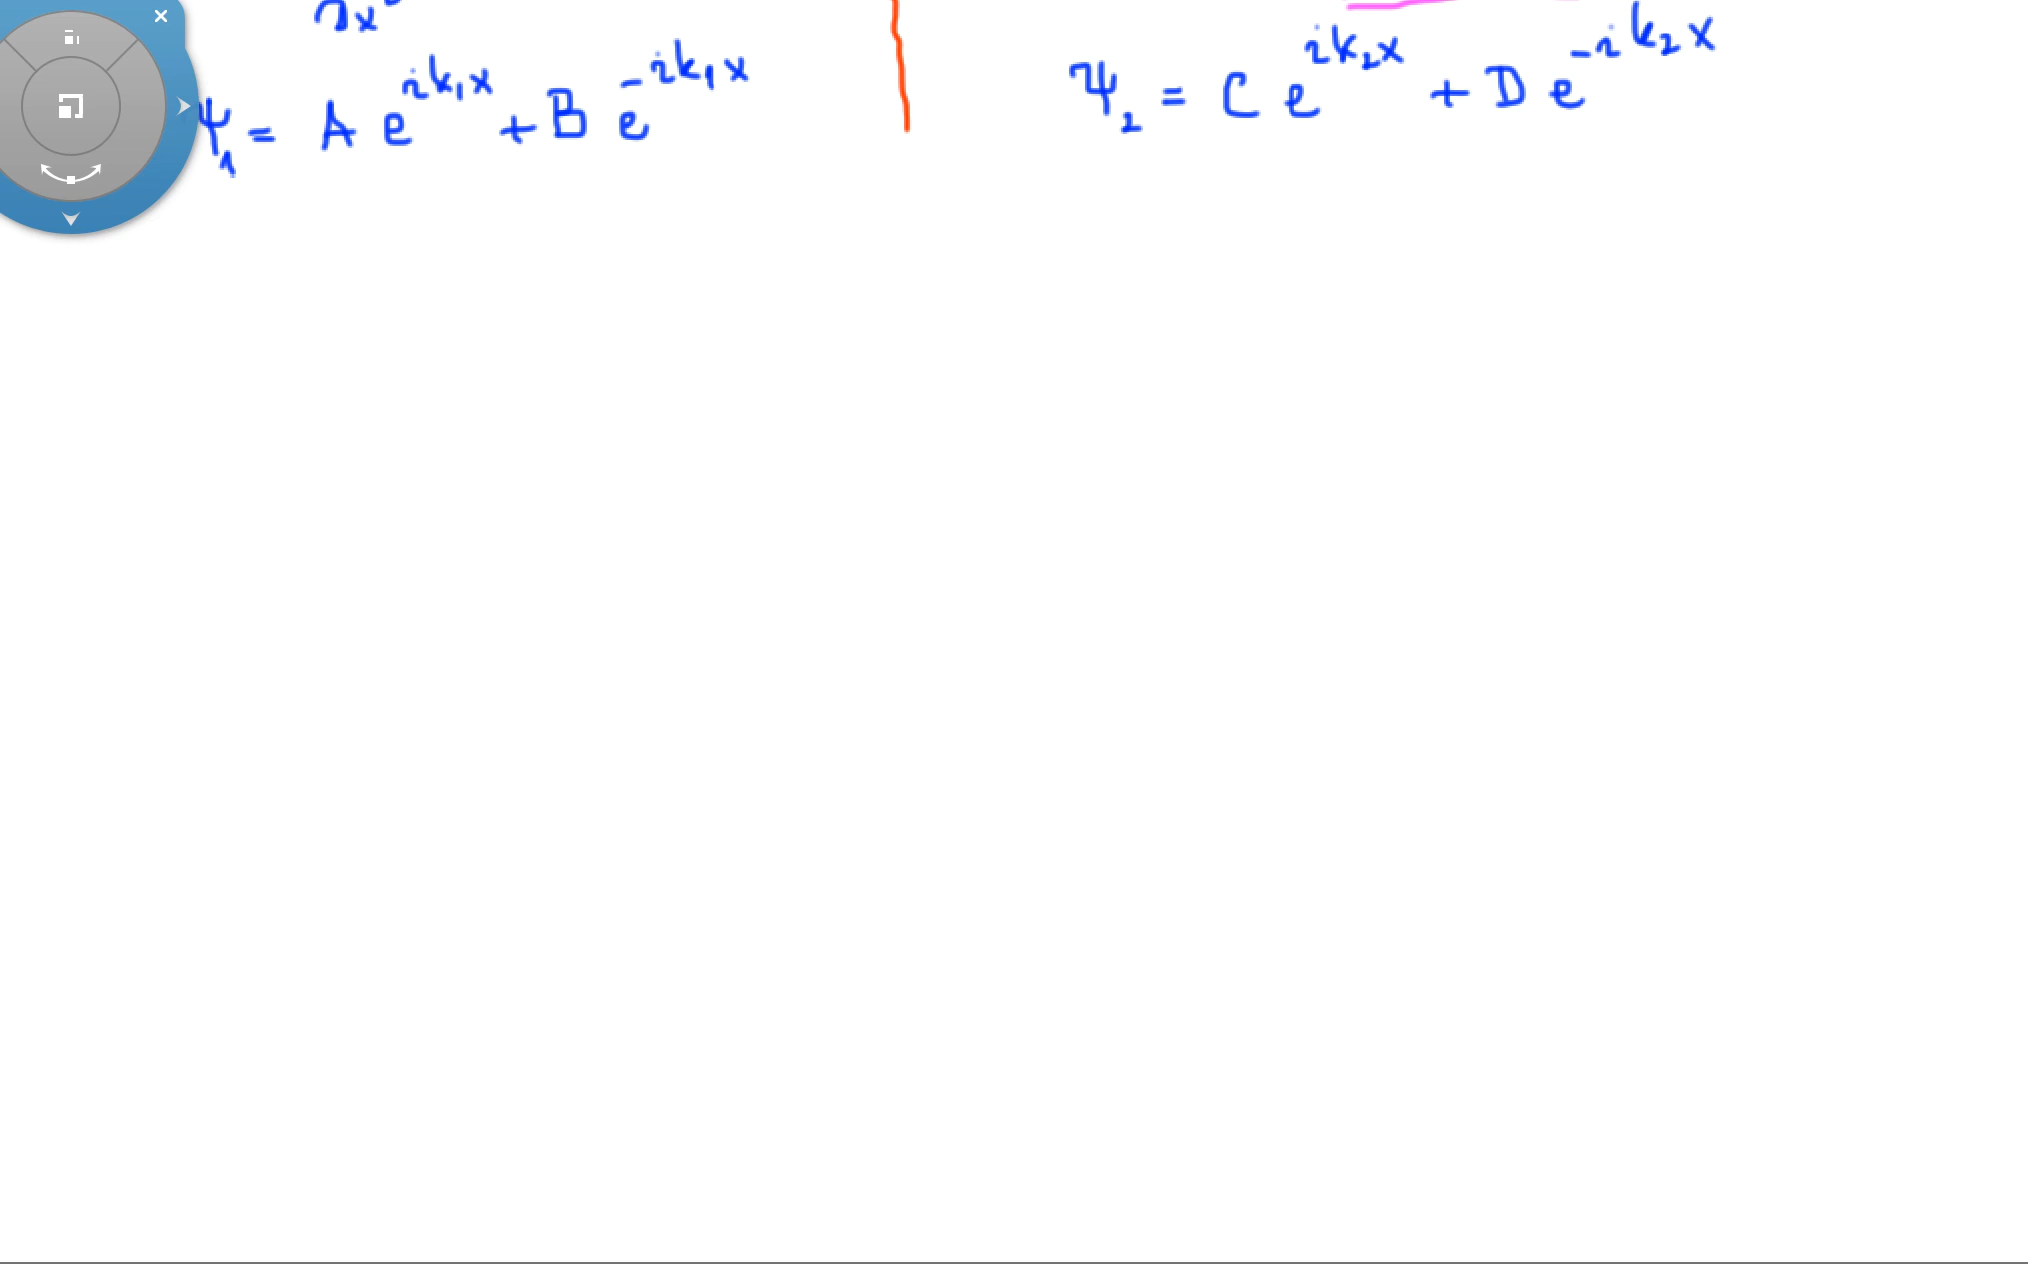 ψ₁ = A e^{ik₁x} + B e^{-ik₁x}
ψ₂ = C e^{ik₂x} + D e^{-ik₂x}